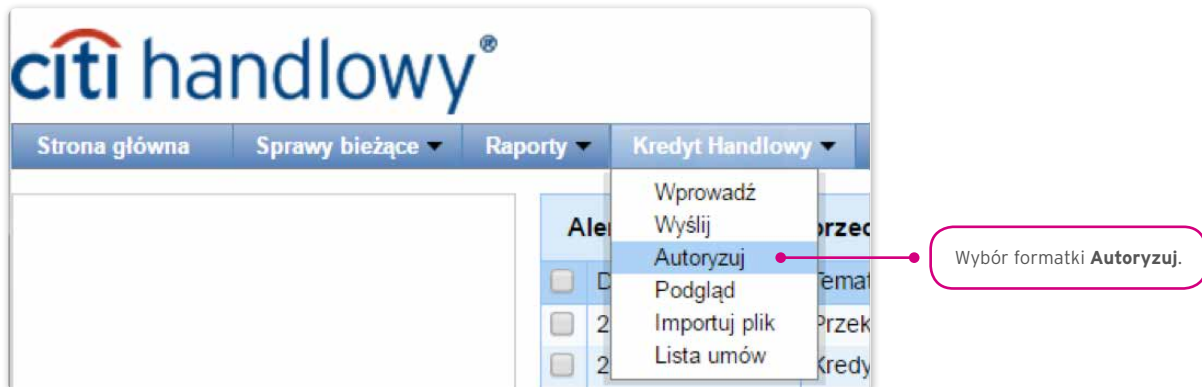 citi handlowy®
Strona główna Sprawy bieżące Raporty Kredyt Handlowy
Wprowadź
Wyślij
Autoryzuj
Podgląd
Importuj plik
Lista umów
Wybór formatki Autoryzuj.